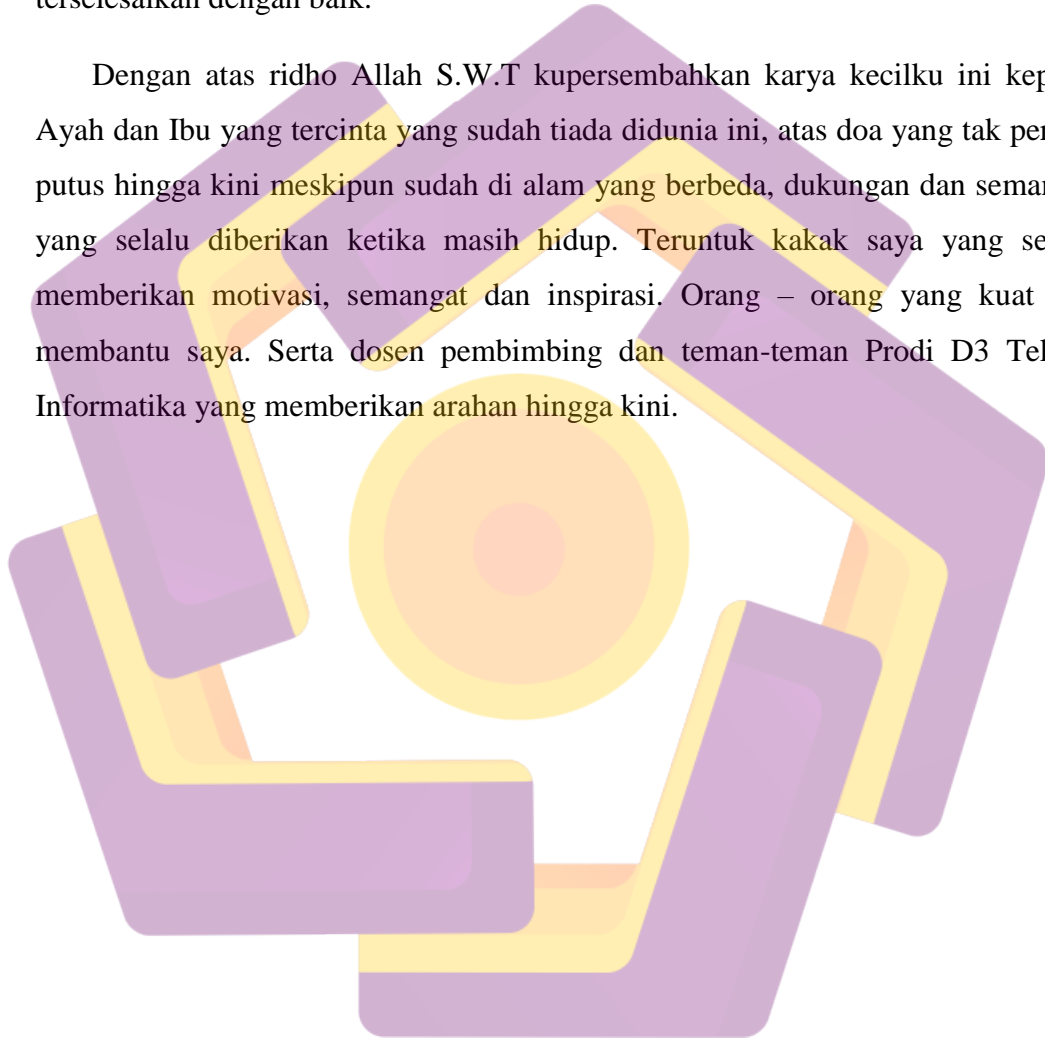 terselesaikan dengan baik.
Dengan atas ridho Allah S.W.T kupersembahkan karya kecilku ini kep
Ayah dan Ibu yang tercinta yang sudah tiada didunia ini, atas doa yang tak per
putus hingga kini meskipun sudah di alam yang berbeda, dukungan dan semar
yang selalu diberikan ketika masih hidup. Teruntuk kakak saya yang se
memberikan motivasi, semangat dan inspirasi. Orang – orang yang kuat
membantu saya. Serta dosen pembimbing dan teman-teman Prodi D3 Tel
Informatika yang memberikan arahan hingga kini.